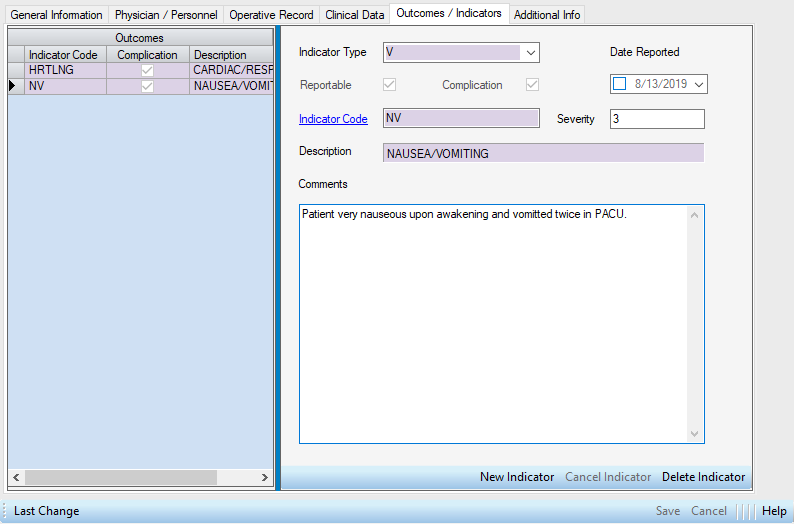 General Information Physician / Personnel Operative Record Clinical Data Outcomes / Indicators Additional Info
Outcomes
Indicator Code Complication Description
HRTLNG CARDIAC/RESP
NV NAUSEA/VOMIT
Indicator Type V Date Reported
Reportable Complication 8/13/2019
Indicator Code NV Severity 3
Description NAUSEA/VOMITING
Comments
Patient very nauseous upon awakening and vomitted twice in PACU.
New Indicator Cancel Indicator Delete Indicator
Last Change Save Cancel Help